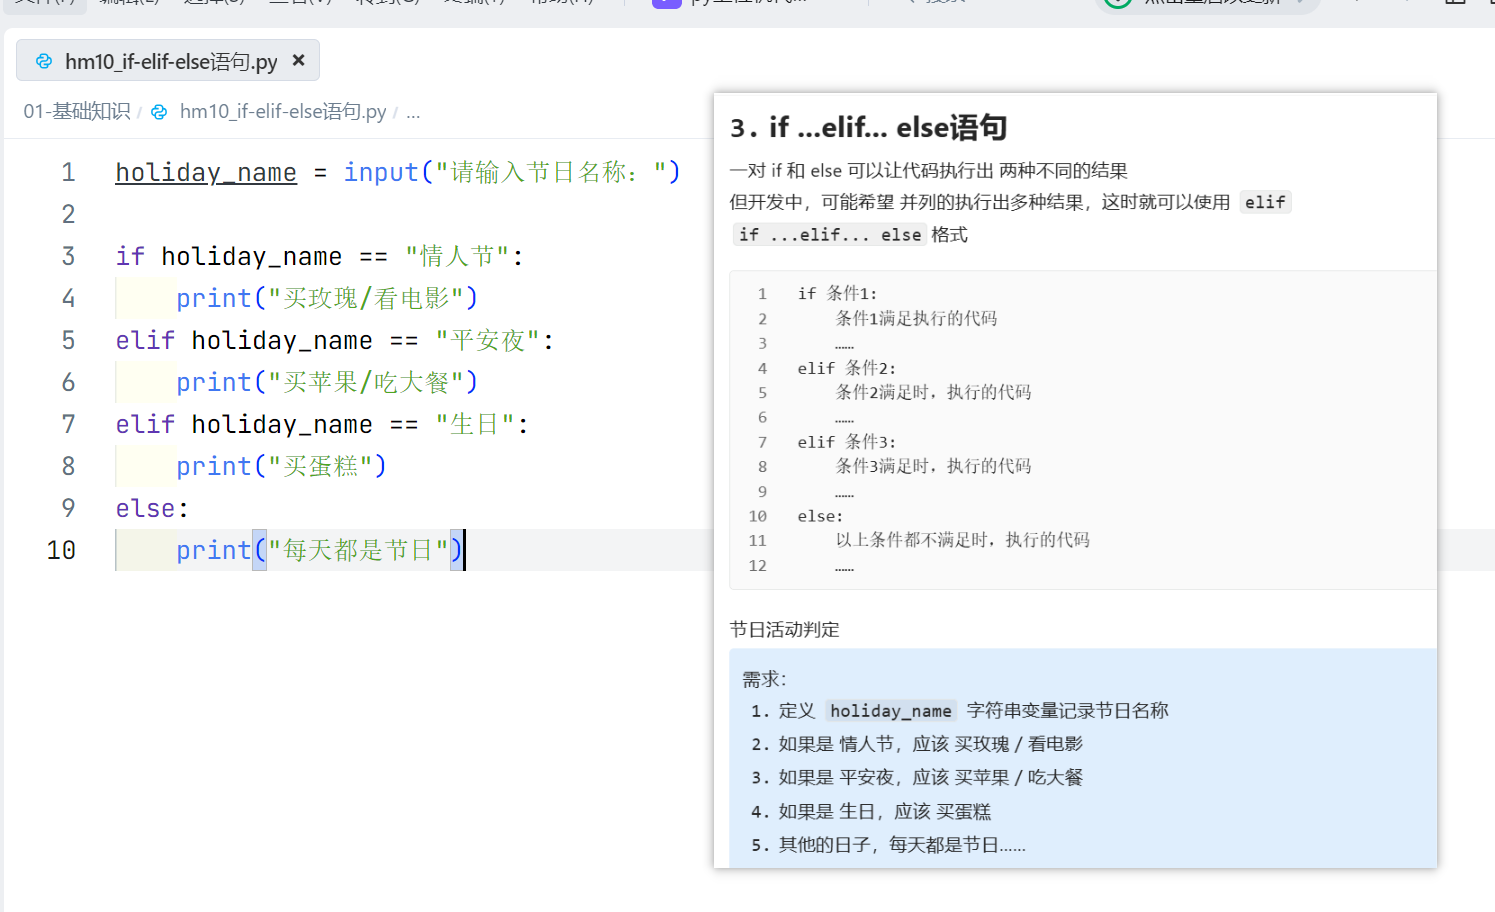 hm10_if-elif-else语句.py ×
01-基础知识 / hm10_if-elif-else语句.py / ...
1 holiday_name = input("请输入节日名称：")
2
3 if holiday_name == "情人节":
4     print("买玫瑰/看电影")
5 elif holiday_name == "平安夜":
6     print("买苹果/吃大餐")
7 elif holiday_name == "生日":
8     print("买蛋糕")
9 else:
10     print("每天都是节日")
3. if ...elif... else语句
一对 if 和 else 可以让代码执行出 两种不同的结果
但开发中，可能希望 并列的执行出多种结果，这时就可以使用 elif
if ...elif... else 格式
1 if 条件1:
2     条件1满足执行的代码
3     ……
4 elif 条件2:
5     条件2满足时，执行的代码
6     ……
7 elif 条件3:
8     条件3满足时，执行的代码
9     ……
10 else:
11     以上条件都不满足时，执行的代码
12     ……
节日活动判定
需求：
1. 定义 holiday_name 字符串变量记录节日名称
2. 如果是 情人节，应该 买玫瑰 / 看电影
3. 如果是 平安夜，应该 买苹果 / 吃大餐
4. 如果是 生日，应该 买蛋糕
5. 其他的日子，每天都是节日……